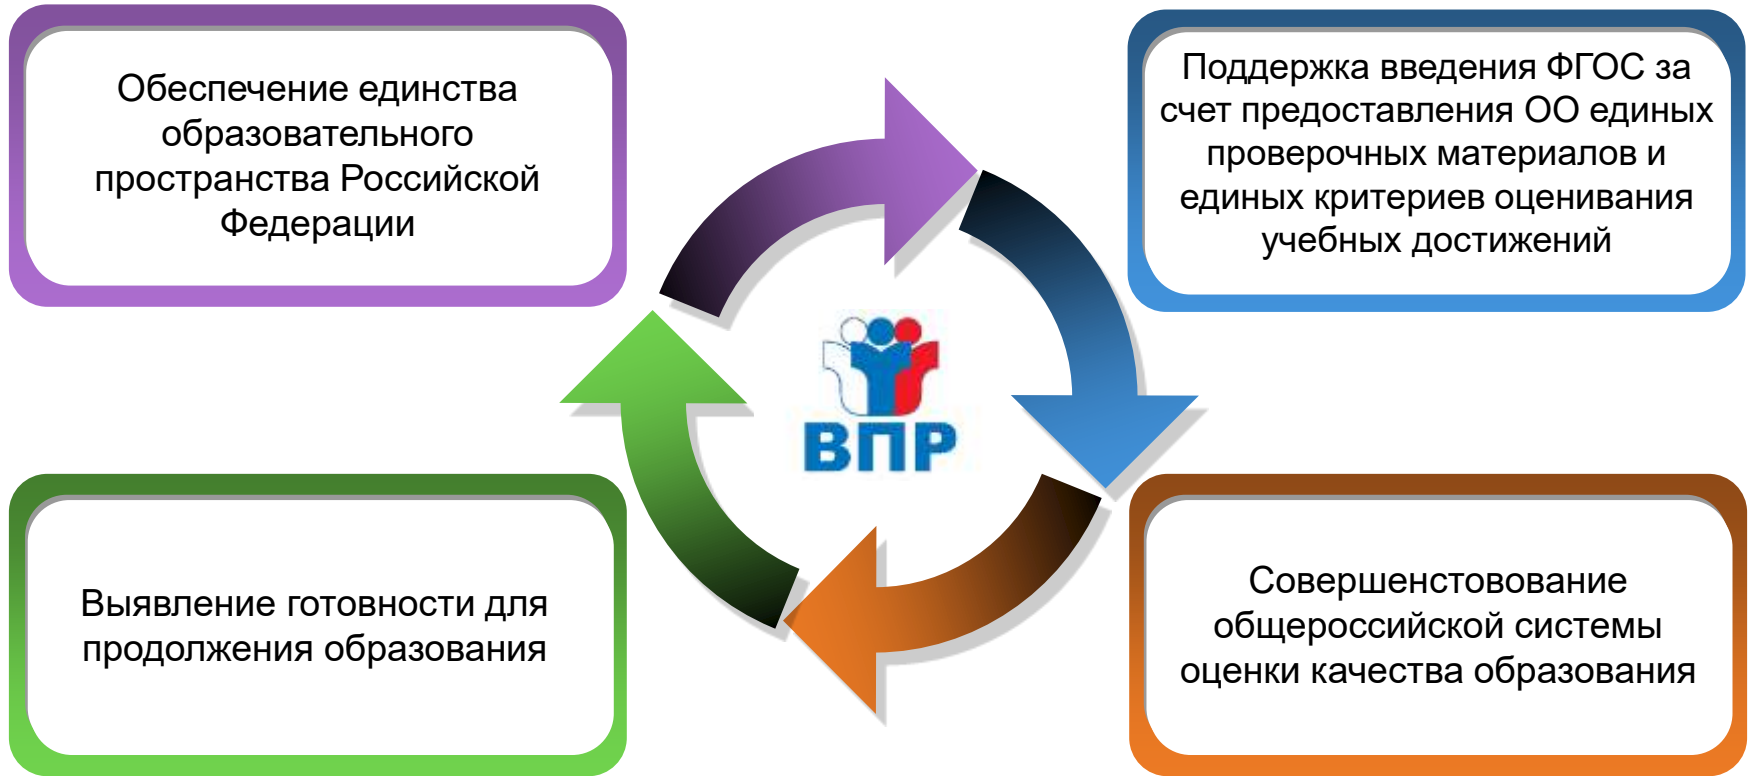 Обеспечение единства
образовательного
пространства Российской
Федерации
Поддержка введения ФГОС за
счет предоставления ОО единых
проверочных материалов и
единых критериев оценивания
учебных достижений
ВПР
Выявление готовности для
продолжения образования
Совершенстовование
общероссийской системы
оценки качества образования